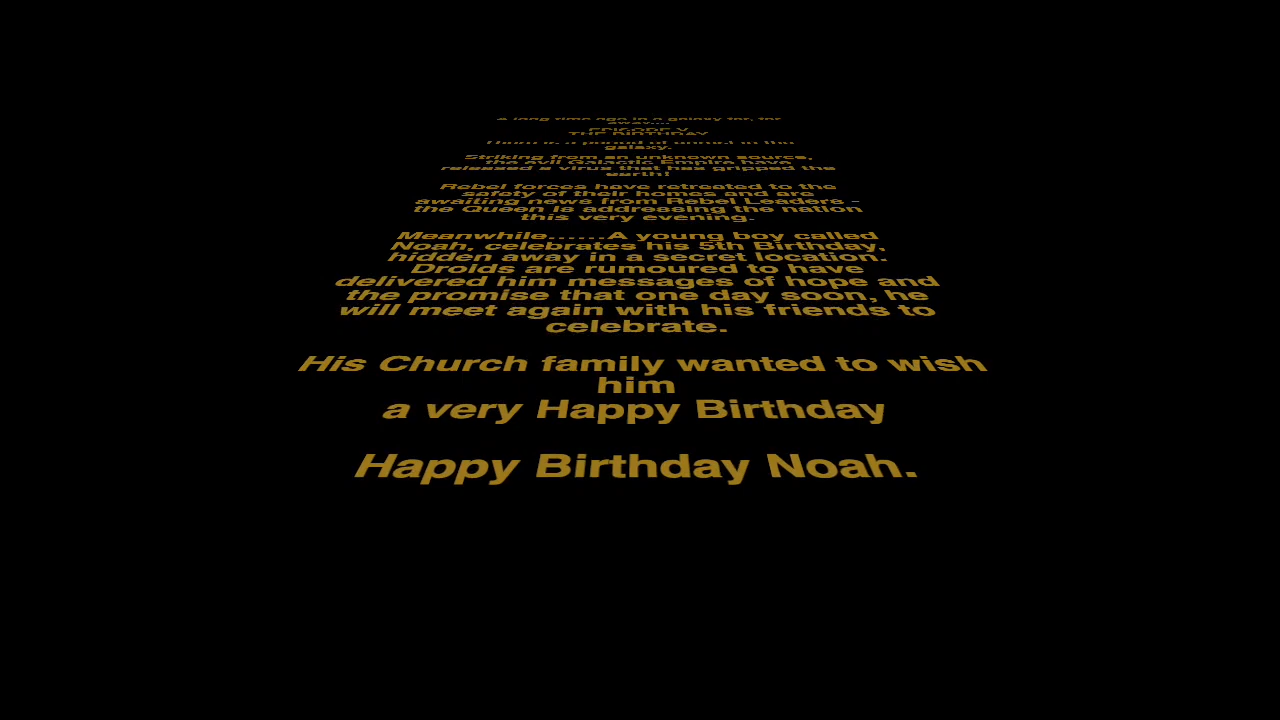 A long time ago in a galaxy far, far
away....
EPISODE V
THE BIRTHDAY
There is a period of unrest in the
galaxy.
Striking from an unknown source,
the evil Galactic Empire have
released a virus that has gripped the
earth!
Rebel forces have retreated to the
safety of their homes and are
awaiting news from Rebel Leaders -
the Queen is addressing the nation
this very evening.
Meanwhile......A young boy called
Noah, celebrates his 5th Birthday,
hidden away in a secret location.
Droids are rumoured to have
delivered him messages of hope and
the promise that one day soon, he
will meet again with his friends to
celebrate.
His Church family wanted to wish
him
a very Happy Birthday
Happy Birthday Noah.